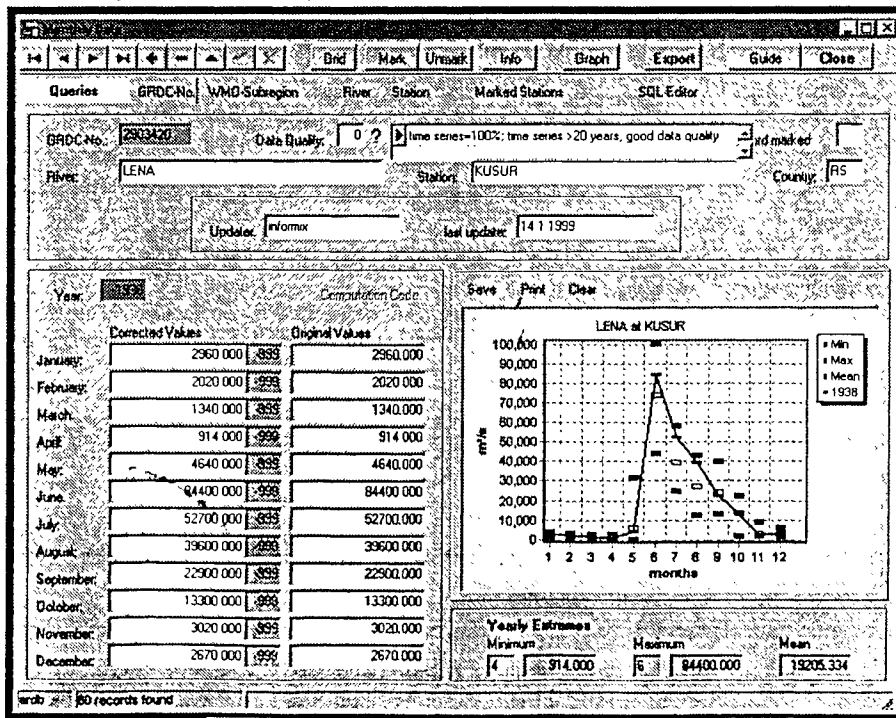 Grid Mark Unmark Info Graph Export Guide Close
Queries GRDC-No. WMO-Subregion River Station Marked Stations SQL-Editor
GRDC-No.: 2903420 Data Quality: 0 ? time series=100%; time series >20 years, good data quality rd marked
River: LENA Station: KUSUR Country: RS
Updater: informix last update: 14 1 1999
Year: Computation Code
Corrected Values Original Values
January: 2960 000 -999 2960.000
February: 2020 000 -999 2020 000
March: 1340 000 -999 1340.000
April: 914 000 -999 914 000
May: 4640 000 -999 4640.000
June: 84400 000 -999 84400 000
July: 52700 000 -999 52700.000
August: 39600 000 -999 39600 000
September: 22900 000 -999 22900.000
October: 13300 000 -999 13300 000
November: 3020 000 -999 3020.000
December: 2670 000 -999 2670.000
Save Print Clear
LENA at KUSUR
100,000
90,000
80,000
70,000
60,000
50,000
40,000
30,000
20,000
10,000
0
m³/s
1 2 3 4 5 6 7 8 9 10 11 12
months
Min
Max
Mean
1938
Yearly Extremes
Minimum Maximum Mean
4 914.000 6 84400.000 19205.334
60 records found